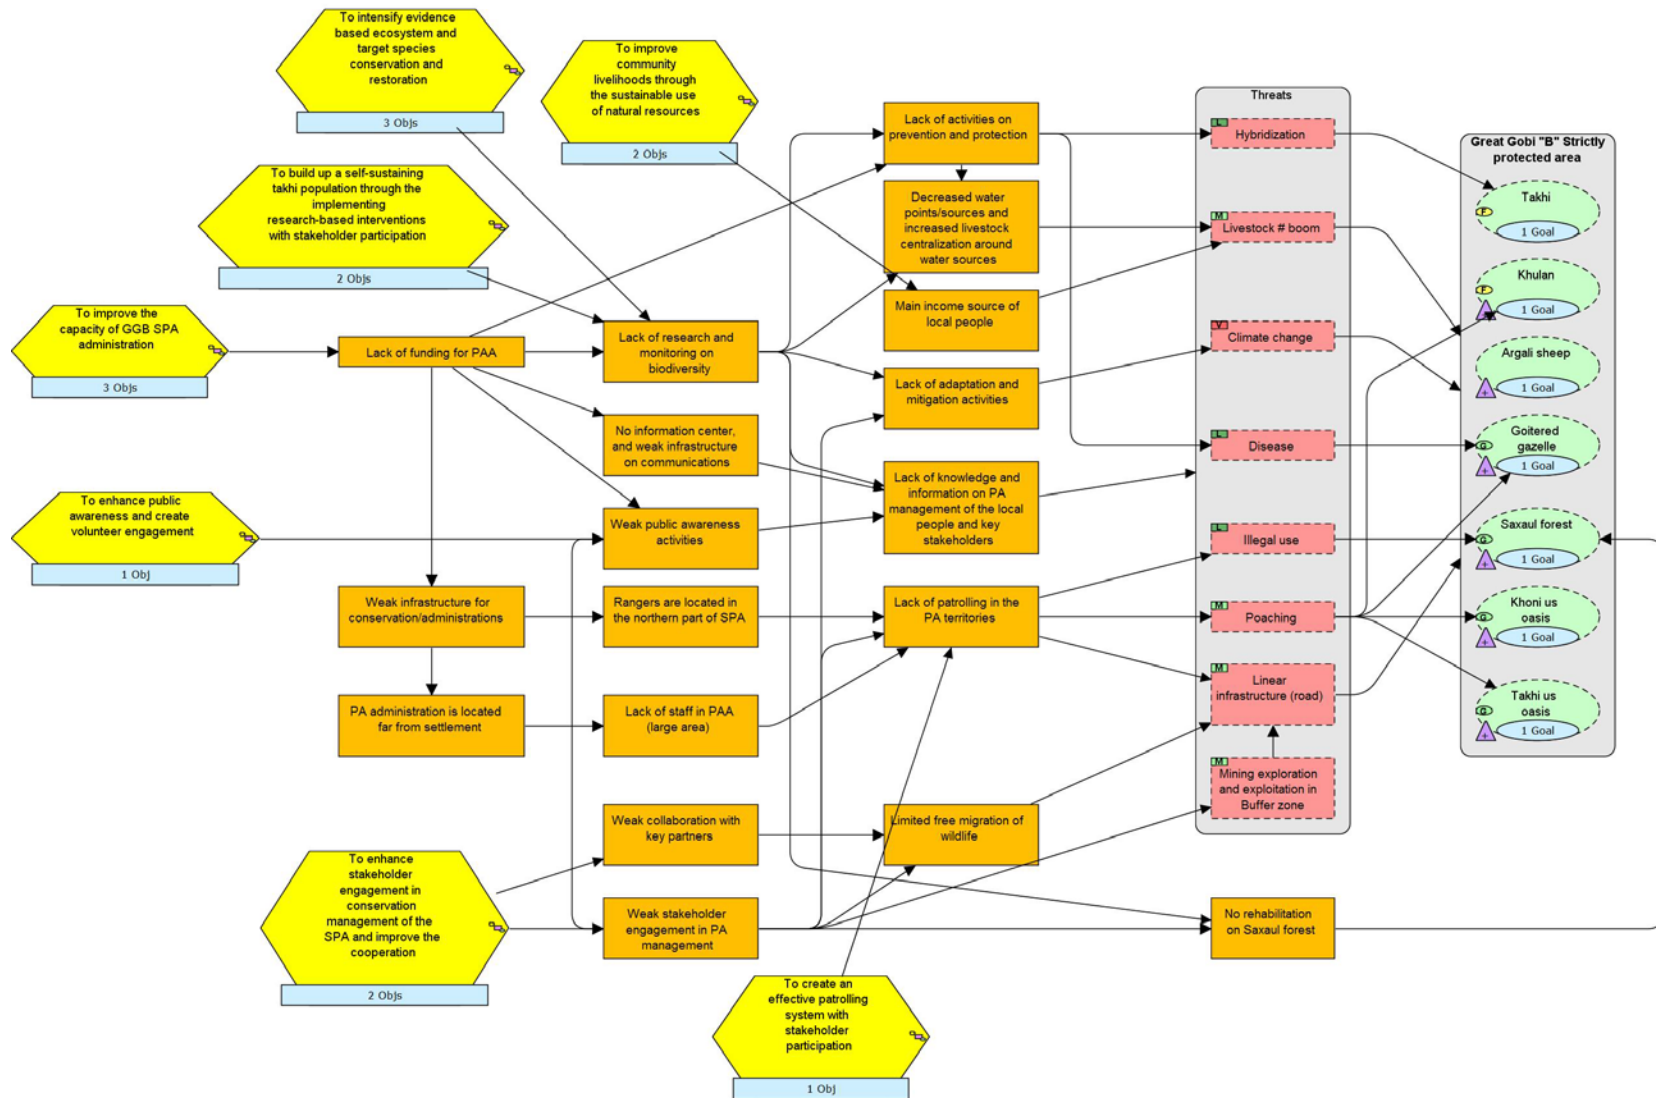 To intensify evidence
based ecosystem and
target species
conservation and
restoration
3 Objs
To improve
community
livelihoods through
the sustainable use
of natural resources
2 Objs
To build up a self-sustaining
takhi population through the
implementing
research-based interventions
with stakeholder participation
2 Objs
To improve the
capacity of GGB SPA
administration
3 Objs
To enhance public
awareness and create
volunteer engagement
1 Obj
To enhance
stakeholder
engagement in
conservation
management of the
SPA and improve the
cooperation
2 Objs
To create an
effective patrolling
system with
stakeholder
participation
1 Obj
Lack of funding for PAA
Weak infrastructure for
conservation/administrations
PA administration is located
far from settlement
Lack of research and
monitoring on
biodiversity
No information center,
and weak infrastructure
on communications
Weak public awareness
activities
Rangers are located in
the northern part of SPA
Lack of staff in PAA
(large area)
Weak collaboration with
key partners
Weak stakeholder
engagement in PA
management
Lack of activities on
prevention and protection
Decreased water
points/sources and
increased livestock
centralization around
water sources
Main income source of
local people
Lack of adaptation and
mitigation activities
Lack of knowledge and
information on PA
management of the local
people and key
stakeholders
Lack of patrolling in the
PA territories
Limited free migration of
wildlife
Threats
L
Hybridization
M
Livestock # boom
V
Climate change
L
Disease
L
Illegal use
M
Poaching
M
Linear
infrastructure (road)
M
Mining exploration
and exploitation in
Buffer zone
No rehabilitation
on Saxaul forest
Great Gobi "B" Strictly
protected area
Takhi
F
1 Goal
Khulan
F
1 Goal
Argali sheep
1 Goal
Goitered
gazelle
G
1 Goal
Saxaul forest
G
1 Goal
Khoni us
oasis
G
1 Goal
Takhi us
oasis
G
1 Goal